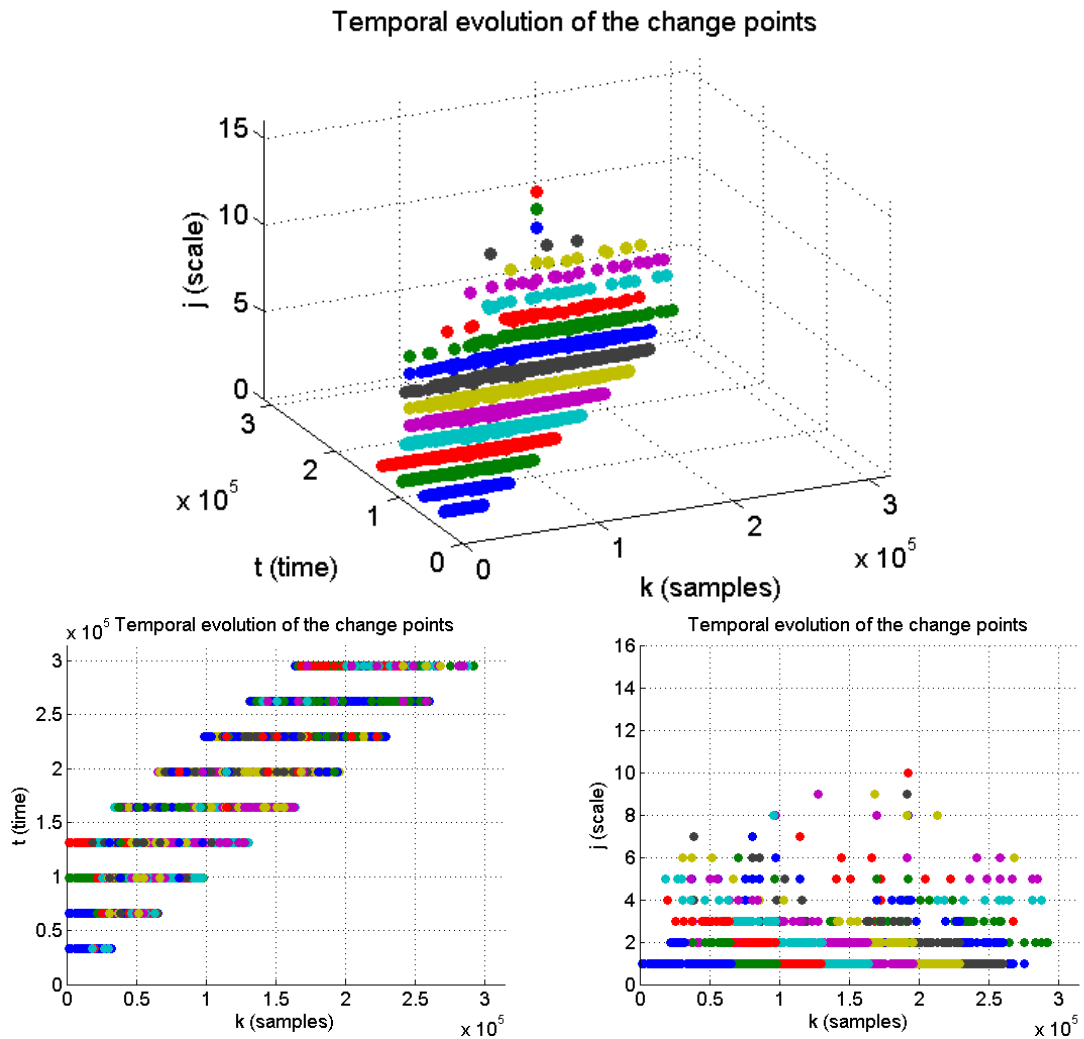 Temporal evolution of the change points
15
10
5
0
j (scale)
3
2
1
0
x 10^5
t (time)
0
1
2
3
x 10^5
k (samples)
x 10^5 Temporal evolution of the change points
3
2.5
2
1.5
1
0.5
0
t (time)
0 0.5 1 1.5 2 2.5 3
k (samples)
x 10^5
Temporal evolution of the change points
16
14
12
10
8
6
4
2
0
j (scale)
0 0.5 1 1.5 2 2.5 3
k (samples)
x 10^5